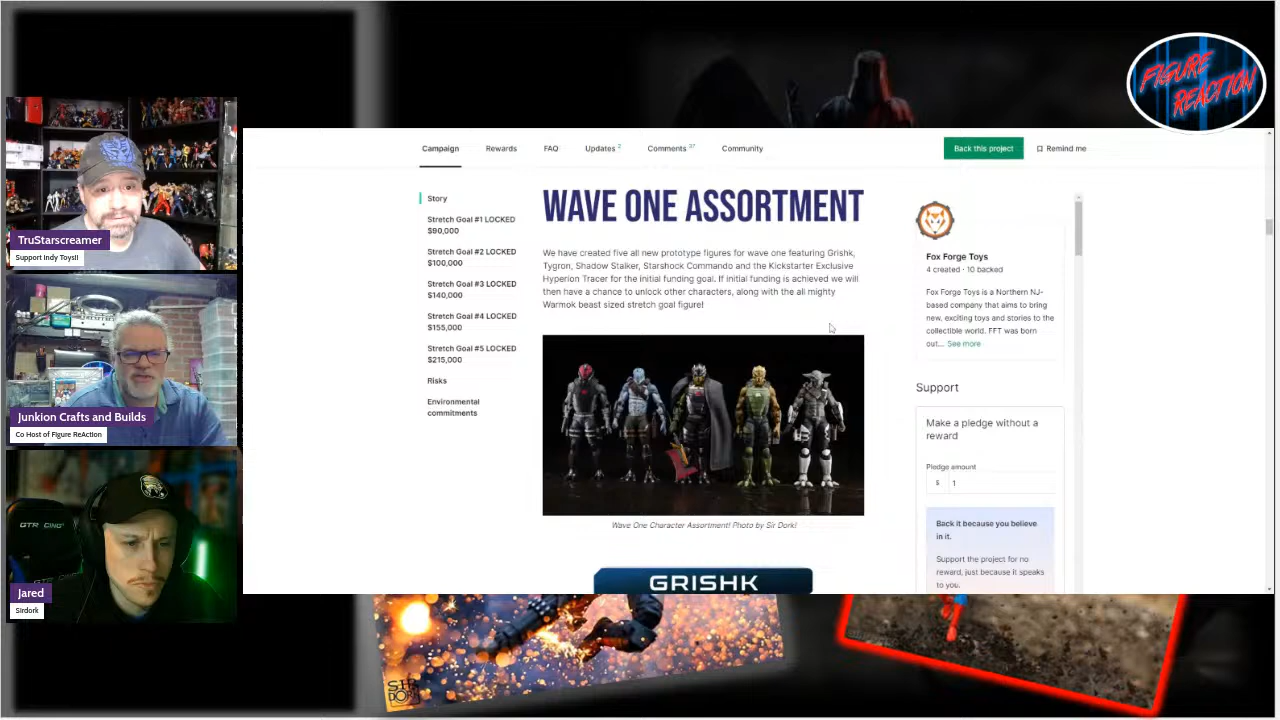 FIGURE
REACTION
TruStarscreamer
Support Indy Toys!!
Junkion Crafts and Builds
Co Host of Figure ReAction
GTR
Jared
Sirdork
Campaign
Rewards
FAQ
Updates 2
Comments 37
Community
Back this project
Remind me
Story
Stretch Goal #1 LOCKED
$90,000
Stretch Goal #2 LOCKED
$100,000
Stretch Goal #3 LOCKED
$140,000
Stretch Goal #4 LOCKED
$155,000
Stretch Goal #5 LOCKED
$215,000
Risks
Environmental
commitments
WAVE ONE ASSORTMENT
We have created five all new prototype figures for wave one featuring Grishk,
Tygron, Shadow Stalker, Starshock Commando and the Kickstarter Exclusive
Hyperion Tracer for the initial funding goal. If initial funding is achieved we will
then have a chance to unlock other characters, along with the all mighty
Warmok beast sized stretch goal figure!
Wave One Character Assortment! Photo by Sir Dork!
GRISHK
Fox Forge Toys
4 created · 10 backed
Fox Forge Toys is a Northern NJ-
based company that aims to bring
new, exciting toys and stories to the
collectible world. FFT was born
out... See more
Support
Make a pledge without a
reward
Pledge amount
$ 1
Back it because you believe
in it.
Support the project for no
reward, just because it speaks
to you.
SIR
DORK